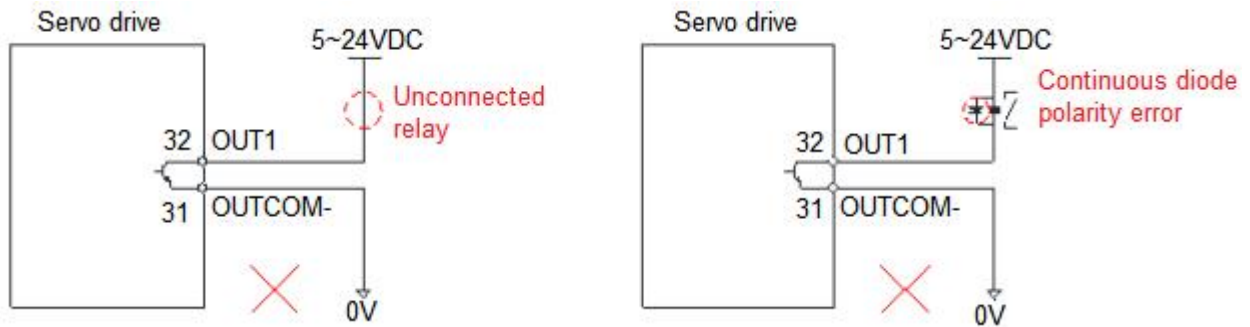 Servo drive
5~24VDC
Unconnected
relay
32 OUT1
31 OUTCOM-
0V
Servo drive
5~24VDC
Continuous diode
polarity error
32 OUT1
31 OUTCOM-
0V